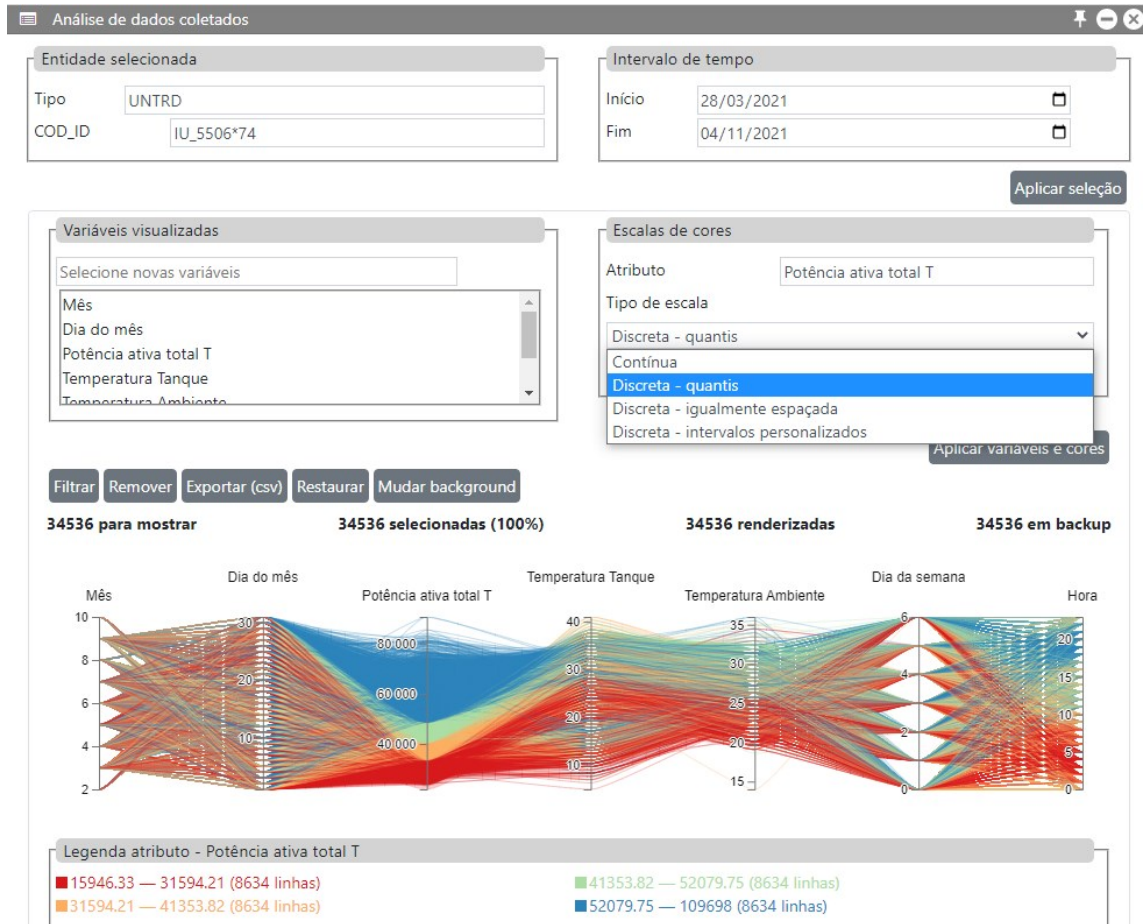 Análise de dados coletados
Entidade selecionada
Tipo UNTRD
COD_ID IU_5506*74
Intervalo de tempo
Início 28/03/2021
Fim 04/11/2021
Aplicar seleção
Variáveis visualizadas
Selecione novas variáveis
Mês
Dia do mês
Potência ativa total T
Temperatura Tanque
Temperatura Ambiente
Escalas de cores
Atributo Potência ativa total T
Tipo de escala
Discreta - quantis
Contínua
Discreta - quantis
Discreta - igualmente espaçada
Discreta - intervalos personalizados
Aplicar variáveis e cores
Filtrar Remover Exportar (csv) Restaurar Mudar background
34536 para mostrar 34536 selecionadas (100%) 34536 renderizadas 34536 em backup
Dia do mês Temperatura Tanque Dia da semana
Mês Potência ativa total T Temperatura Ambiente Hora
10 8 6 4 2
30 20 10
80 000 60 000 40 000
40 30 20 10
35 30 25 20 15
6 4 2 0
20 15 10 5 0
Legenda atributo - Potência ativa total T
15946.33 — 31594.21 (8634 linhas) 41353.82 — 52079.75 (8634 linhas)
31594.21 — 41353.82 (8634 linhas) 52079.75 — 109698 (8634 linhas)